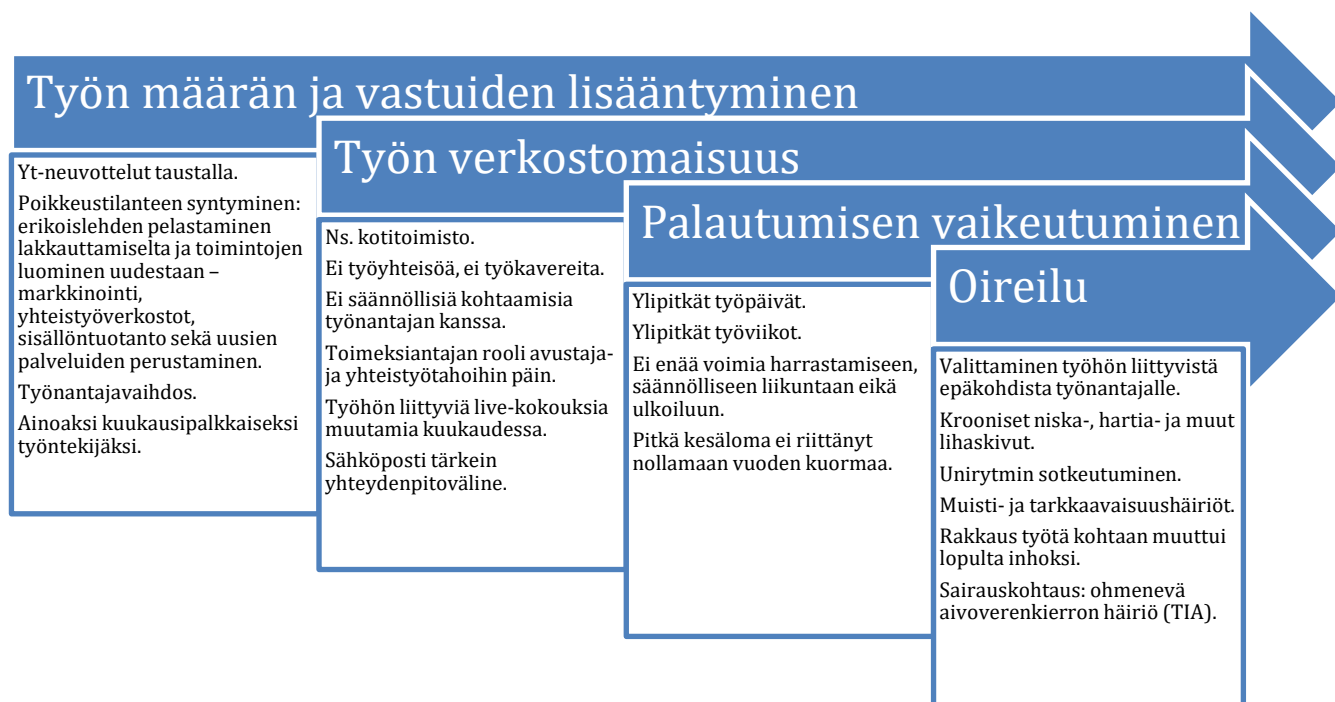 Työn määrän ja vastuiden lisääntyminen
Yt-neuvottelut taustalla.
Poikkeustilanteen syntyminen:
erikoislehden pelastaminen
lakkauttamiselta ja toimintojen
luominen uudestaan –
markkinointi,
yhteistyöverkostot,
sisällöntuotanto sekä uusien
palveluiden perustaminen.
Työnantajavaihdos.
Ainoaksi kuukausipalkkaiseksi
työntekijäksi.
Työn verkostomaisuus
Ns. kotitoimisto.
Ei työyhteisöä, ei työkavereita.
Ei säännöllisiä kohtaamisia
työnantajan kanssa.
Toimeksiantajan rooli avustaja-
ja yhteistyötahoihin päin.
Työhön liittyviä live-kokouksia
muutamia kuukaudessa.
Sähköposti tärkein
yhteydenpitoväline.
Palautumisen vaikeutuminen
Ylipitkät työpäivät.
Ylipitkät työviikot.
Ei enää voimia harrastamiseen,
säännölliseen liikuntaan eikä
ulkoiluun.
Pitkä kesäloma ei riittänyt
nollamaan vuoden kuormaa.
Oireilu
Valittaminen työhön liittyvistä
epäkohdista työnantajalle.
Krooniset niska-, hartia- ja muut
lihaskivut.
Unirytmin sotkeutuminen.
Muisti- ja tarkkaavaisuushäiriöt.
Rakkaus työtä kohtaan muuttui
lopulta inhoksi.
Sairauskohtaus: ohmenevä
aivoverenkierron häiriö (TIA).